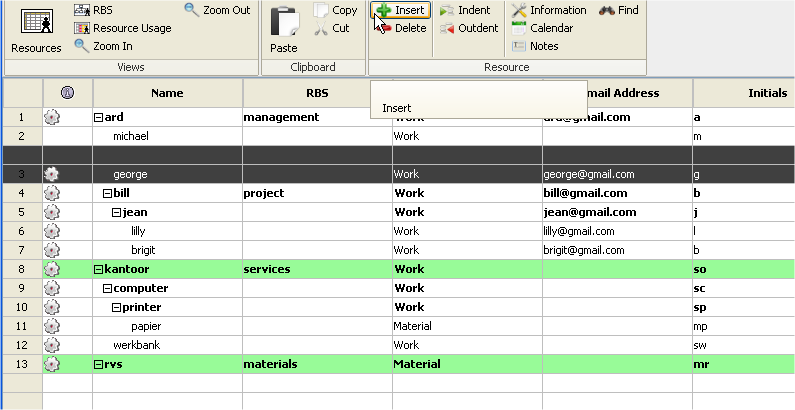 RBS Zoom Out Copy Insert Indent Information Find
Resources Resource Usage Paste Cut Delete Outdent Calendar
Zoom In Notes
Views Clipboard Resource
Name RBS mail Address Initials
Insert
1 ard management Work ard@gmail.com a
2 michael Work m
3 george Work george@gmail.com g
4 bill project Work bill@gmail.com b
5 jean Work jean@gmail.com j
6 lilly Work lilly@gmail.com l
7 brigit Work brigit@gmail.com b
8 kantoor services Work so
9 computer Work sc
10 printer Work sp
11 papier Material mp
12 werkbank Work sw
13 rvs materials Material mr